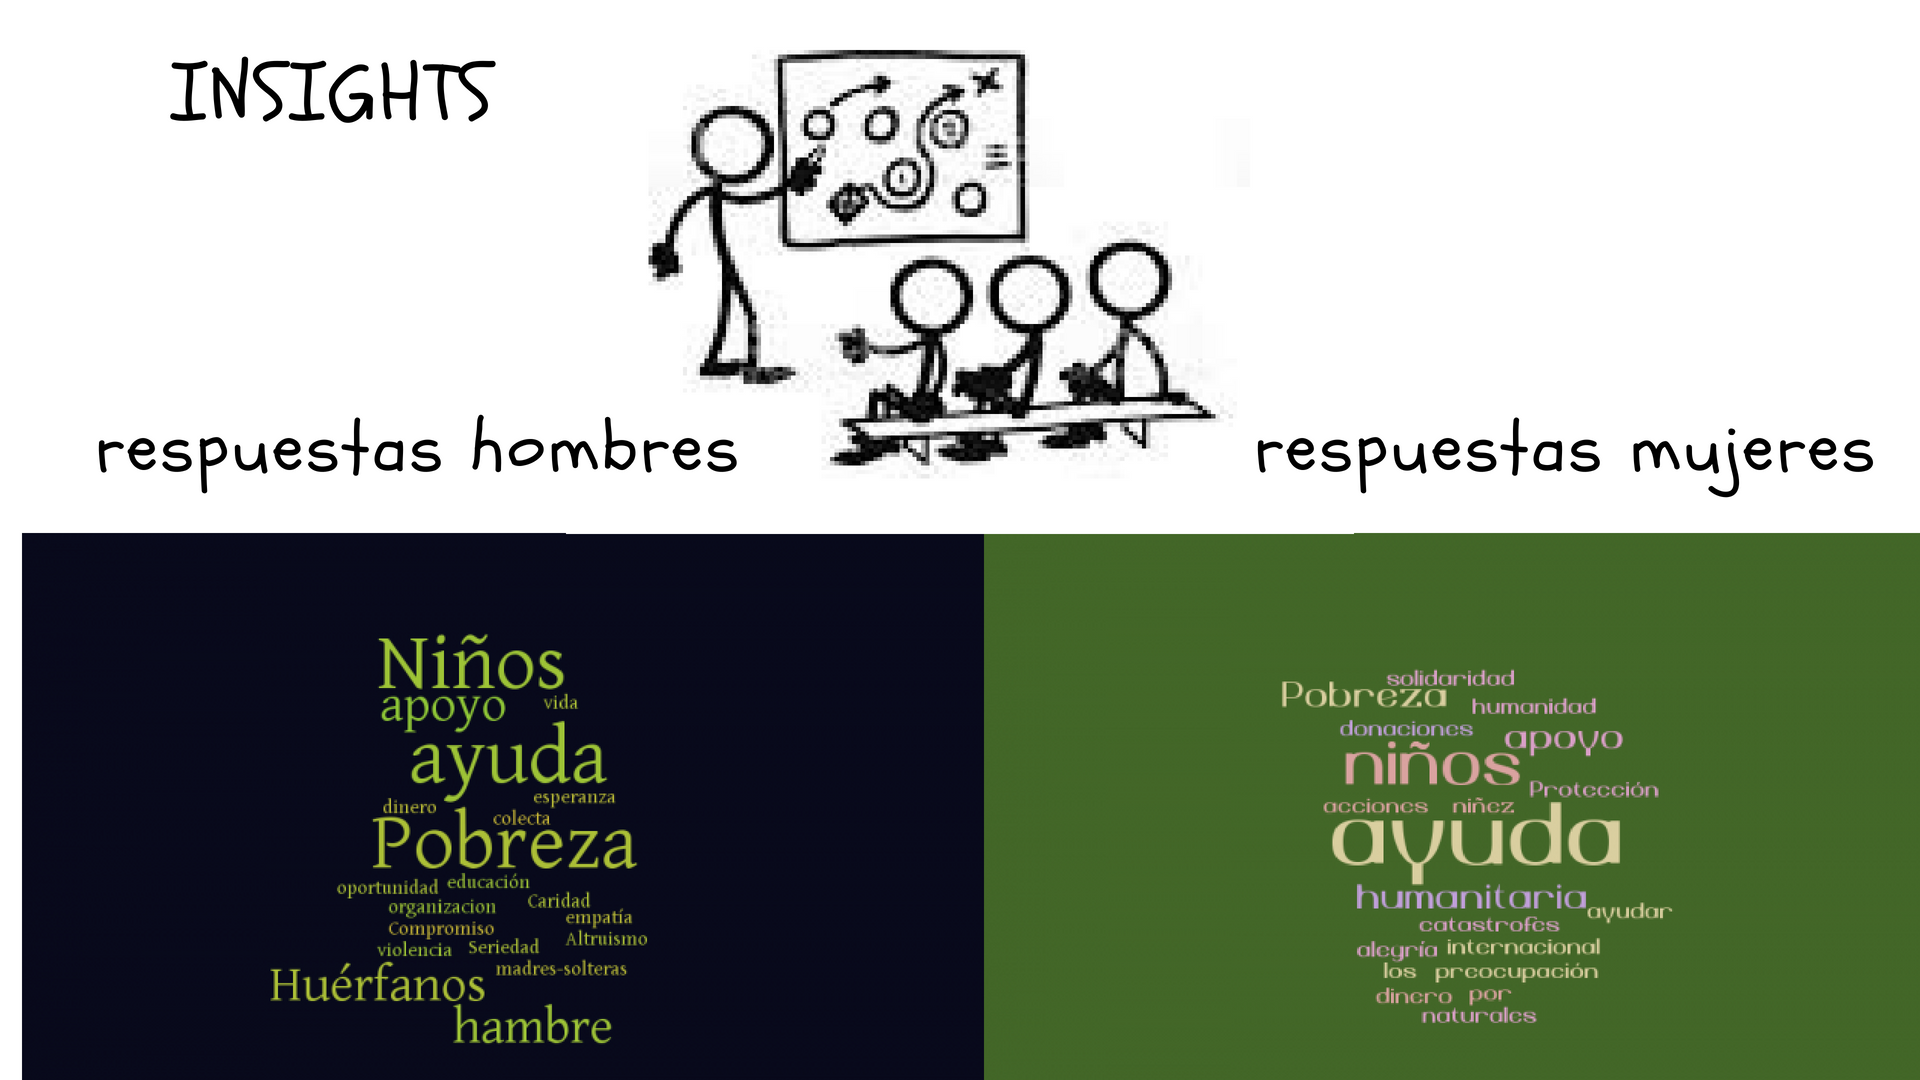 INSIGHTS
respuestas hombres
respuestas mujeres
Niños
apoyo vida
ayuda
dinero esperanza
colecta
Pobreza
oportunidad educación
organizacion Caridad
empatía
Compromiso
violencia Seriedad Altruismo
madres-solteras
Huérfanos
hambre
solidaridad
Pobreza humanidad
donaciones apoyo
niños
Protección
acciones niñez
ayuda
humanitaria ayudar
catastrofes
alegría internacional
los preocupación
dinero por
naturales